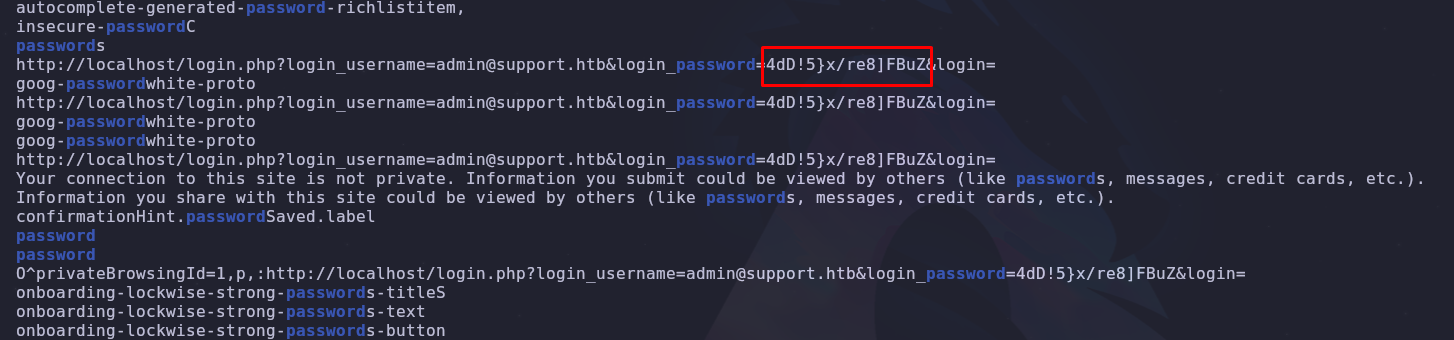 autocomplete-generated-password-richlistitem,
insecure-passwordC
passwords
http://localhost/login.php?login_username=admin@support.htb&login_password=4dD!5}x/re8]FBuZ&login=
goog-passwordwhite-proto
http://localhost/login.php?login_username=admin@support.htb&login_password=4dD!5}x/re8]FBuZ&login=
goog-passwordwhite-proto
goog-passwordwhite-proto
http://localhost/login.php?login_username=admin@support.htb&login_password=4dD!5}x/re8]FBuZ&login=
Your connection to this site is not private. Information you submit could be viewed by others (like passwords, messages, credit cards, etc.).
Information you share with this site could be viewed by others (like passwords, messages, credit cards, etc.).
confirmationHint.passwordSaved.label
password
password
O^privateBrowsingId=1,p,:http://localhost/login.php?login_username=admin@support.htb&login_password=4dD!5}x/re8]FBuZ&login=
onboarding-lockwise-strong-passwords-titleS
onboarding-lockwise-strong-passwords-text
onboarding-lockwise-strong-passwords-button